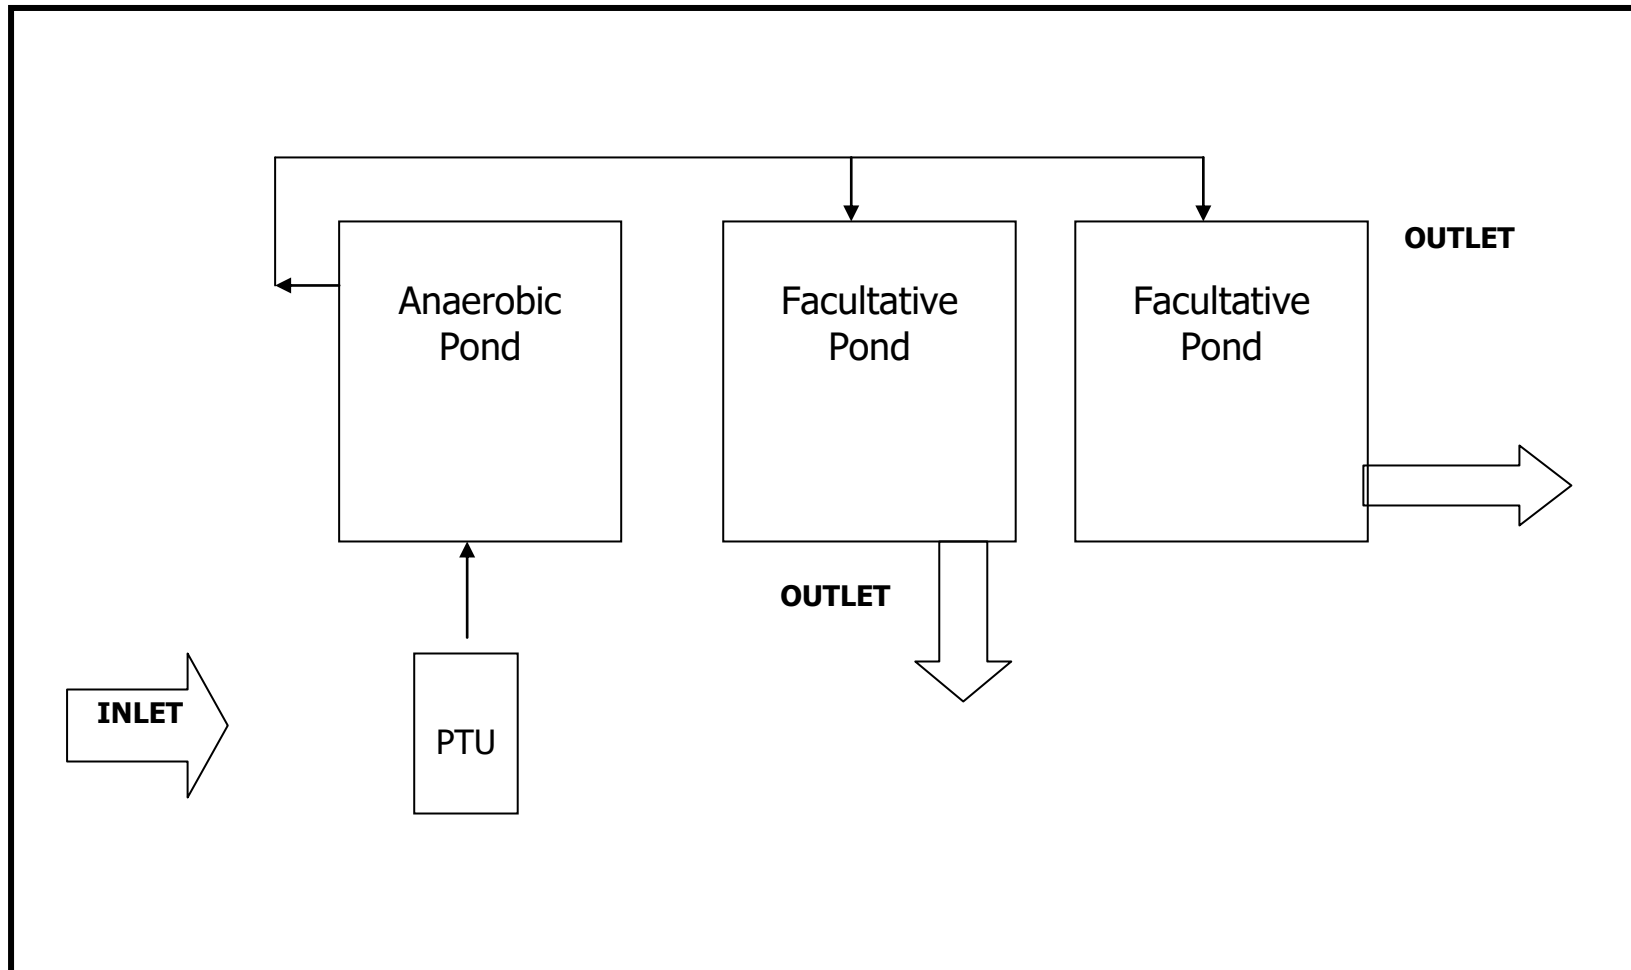 OUTLET
Anaerobic
Pond
Facultative
Pond
Facultative
Pond
OUTLET
INLET
PTU